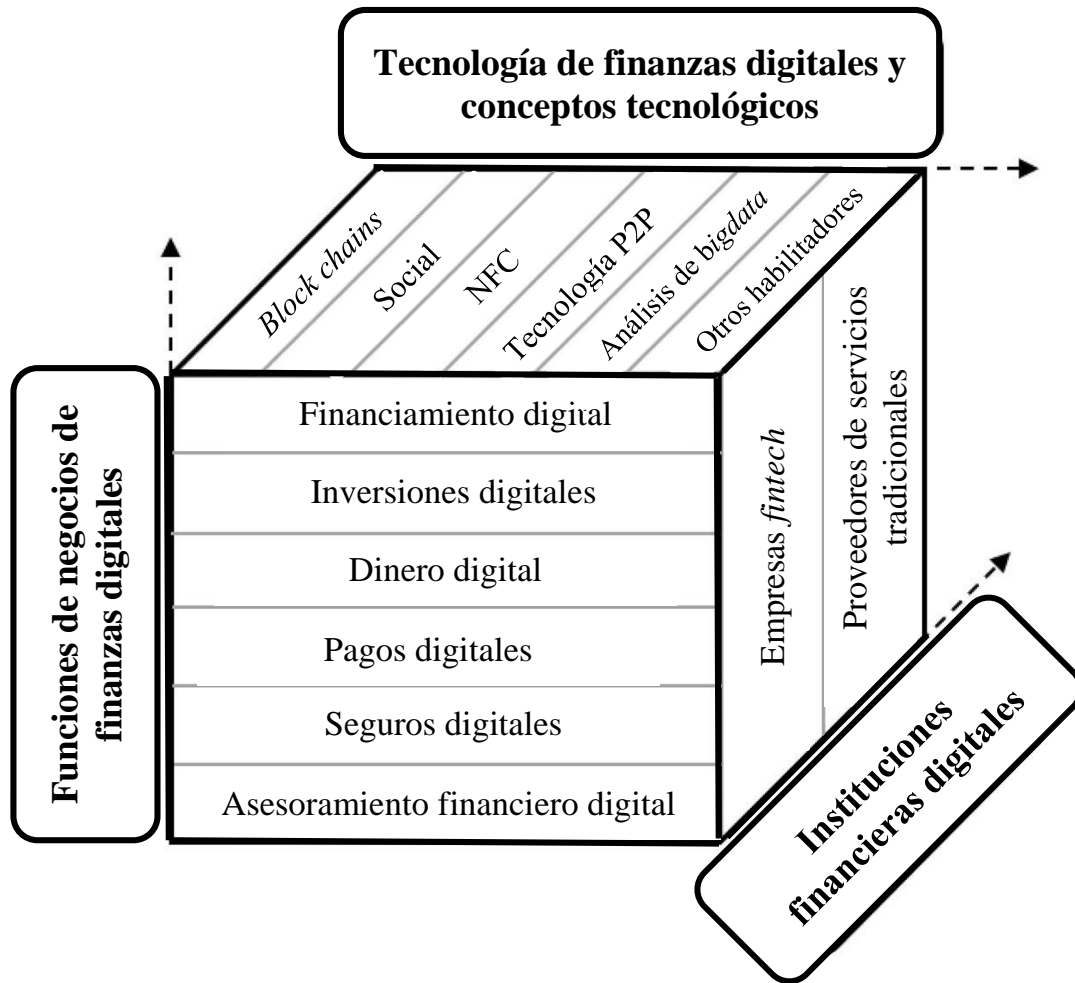 Tecnología de finanzas digitales y
conceptos tecnológicos
Block chains
Social
NFC
Tecnología P2P
Análisis de bigdata
Otros habilitadores
Funciones de negocios de
finanzas digitales
Financiamiento digital
Inversiones digitales
Dinero digital
Pagos digitales
Seguros digitales
Asesoramiento financiero digital
Empresas fintech
Proveedores de servicios
tradicionales
Instituciones
financieras digitales